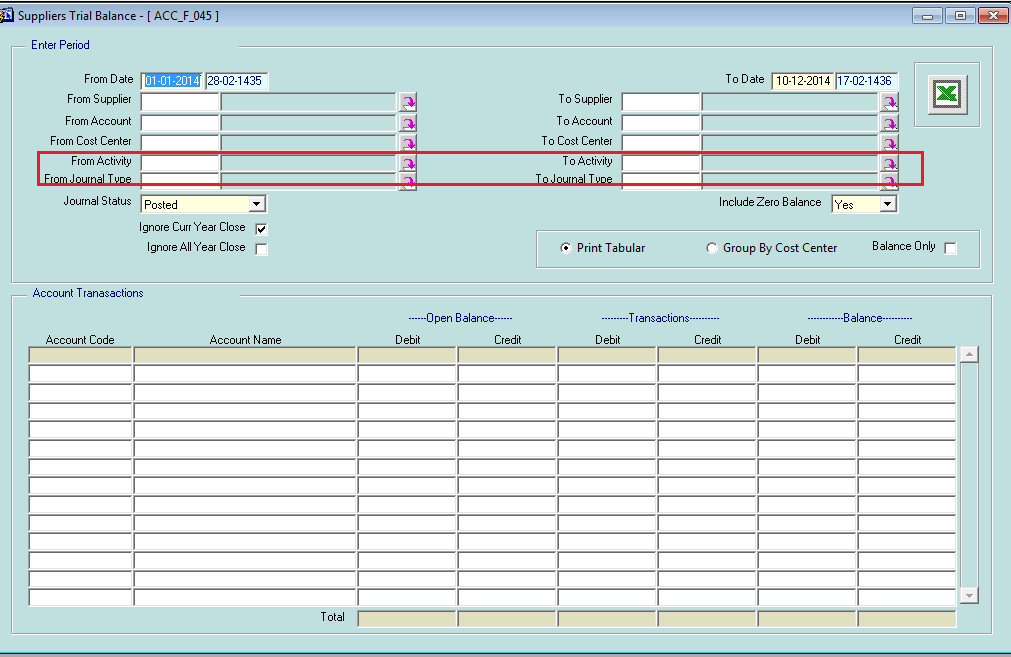 Suppliers Trial Balance - [ ACC_F_045 ]
Enter Period
From Date 01-01-2014 28-02-1435 To Date 10-12-2014 17-02-1436
From Supplier To Supplier
From Account To Account
From Cost Center To Cost Center
From Activity To Activity
From Journal Type To Journal Type
Journal Status Posted Include Zero Balance Yes
Ignore Curr Year Close
Ignore All Year Close
Print Tabular Group By Cost Center Balance Only
Account Tranasactions
------Open Balance------ ---------Transactions---------- -----------Balance----------
Account Code Account Name Debit Credit Debit Credit Debit Credit
Total